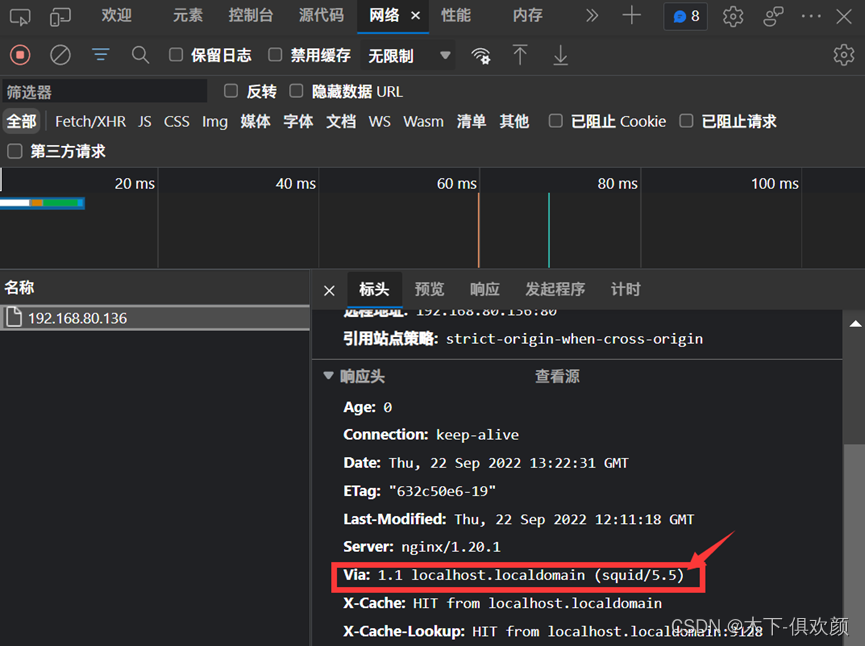 欢迎 元素 控制台 源代码 网络 × 性能 内存 8
保留日志 禁用缓存 无限制
筛选器 反转 隐藏数据 URL
全部 Fetch/XHR JS CSS Img 媒体 字体 文档 WS Wasm 清单 其他 已阻止 Cookie 已阻止请求
第三方请求
20 ms 40 ms 60 ms 80 ms 100 ms
名称 标头 预览 响应 发起程序 计时
192.168.80.136
远程地址: 192.168.80.136:80
引用站点策略: strict-origin-when-cross-origin
响应头 查看源
Age: 0
Connection: keep-alive
Date: Thu, 22 Sep 2022 13:22:31 GMT
ETag: "632c50e6-19"
Last-Modified: Thu, 22 Sep 2022 12:11:18 GMT
Server: nginx/1.20.1
Via: 1.1 localhost.localdomain (squid/5.5)
X-Cache: HIT from localhost.localdomain
X-Cache-Lookup: HIT from localhost.localdomain:3128
CSDN @木下-俱欢颜